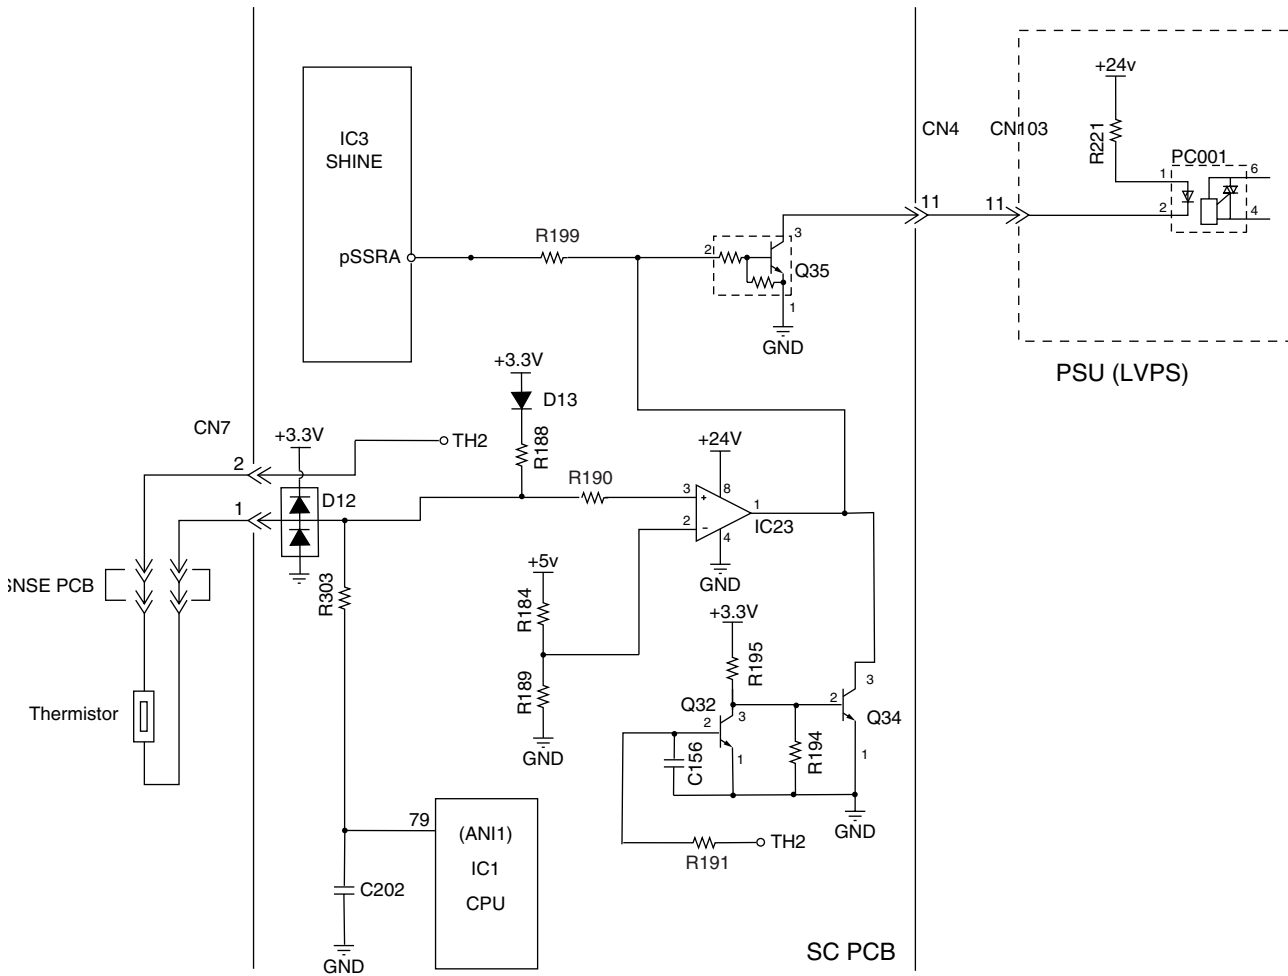 +24v
IC3
SHINE
CN4
CN103
R221
PC001
1
6
2
4
11
11
pSSRA
R199
2
3
Q35
1
GND
PSU (LVPS)
+3.3V
D13
CN7
+3.3V
TH2
R188
+24V
2
R190
3
+
8
1
IC23
D12
1
2
−
4
GND
+5v
SNSE PCB
R303
R184
+3.3V
R195
R189
Q32
3
2
1
3
2
Q34
1
Thermistor
GND
C156
R194
GND
79
(ANI1)
IC1
CPU
R191
TH2
C202
GND
SC PCB